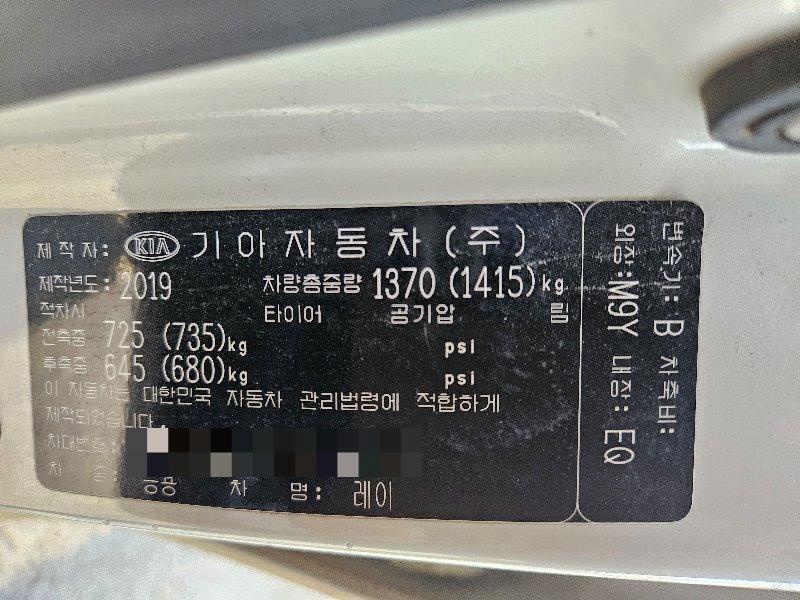 제작자: KIA 기아자동차(주)
제작년도: 2019 차량총중량 1370 (1415)kg
적차시 타이어 공기압 림
전축중 725 (735)kg psi
후축중 645 (680)kg psi
이 자동차는 대한민국 자동차 관리법령에 적합하게
제작되었습니다.
차대번호:
차 종: 승용 차 명: 레이
변속기: B 차축비:
외장: M9Y 내장: EQ